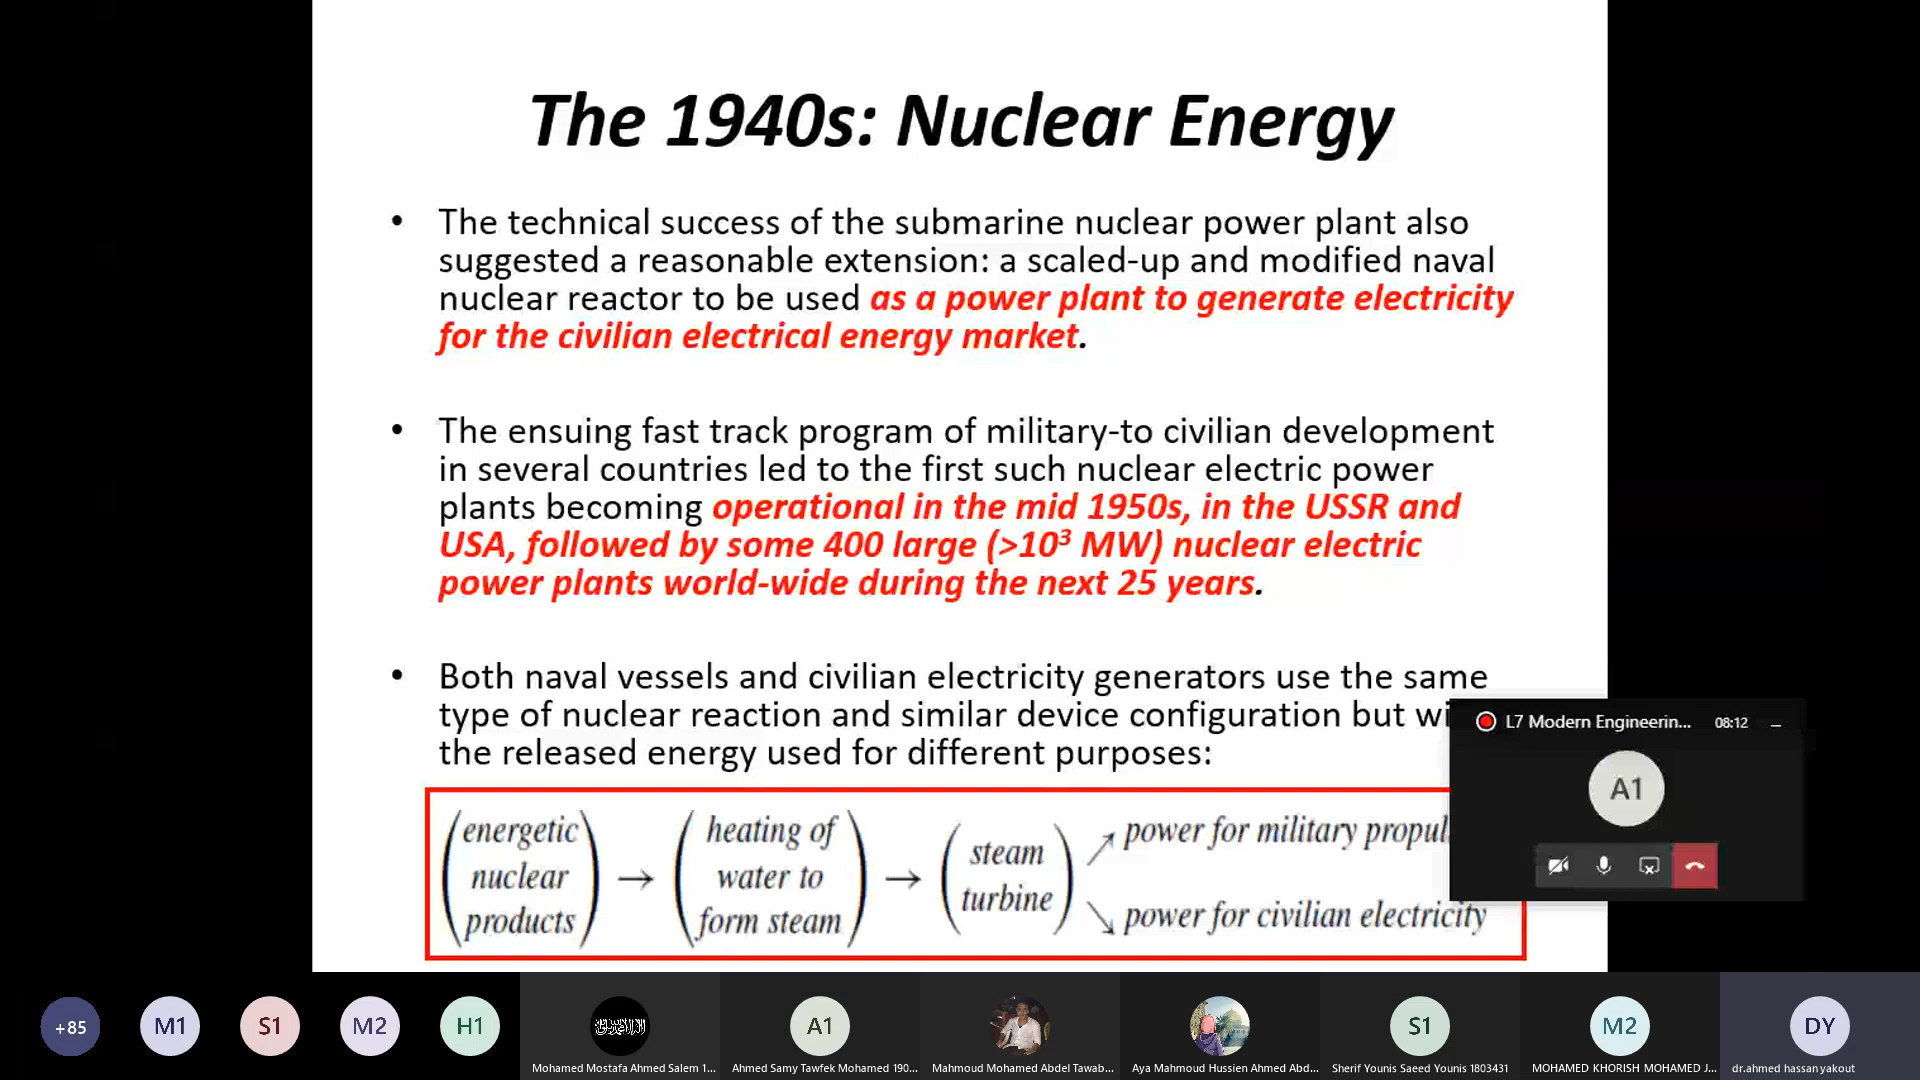 The 1940s: Nuclear Energy
• The technical success of the submarine nuclear power plant also
suggested a reasonable extension: a scaled-up and modified naval
nuclear reactor to be used as a power plant to generate electricity
for the civilian electrical energy market.
• The ensuing fast track program of military-to civilian development
in several countries led to the first such nuclear electric power
plants becoming operational in the mid 1950s, in the USSR and
USA, followed by some 400 large (>10³ MW) nuclear electric
power plants world-wide during the next 25 years.
• Both naval vessels and civilian electricity generators use the same
type of nuclear reaction and similar device configuration but wi
the released energy used for different purposes:
energetic
nuclear
products
→
heating of
water to
form steam
→
steam
turbine
↗ power for military propul
↘ power for civilian electricity
L7 Modern Engineerin... 08:12
A1
+85
M1
S1
M2
H1
Mohamed Mostafa Ahmed Salem 1...
A1
Ahmed Samy Tawfek Mohamed 190...
Mahmoud Mohamed Abdel Tawab...
Aya Mahmoud Hussien Ahmed Abd...
S1
Sherif Younis Saeed Younis 1803431
M2
MOHAMED KHORISH MOHAMED J...
DY
dr.ahmed hassan yakout